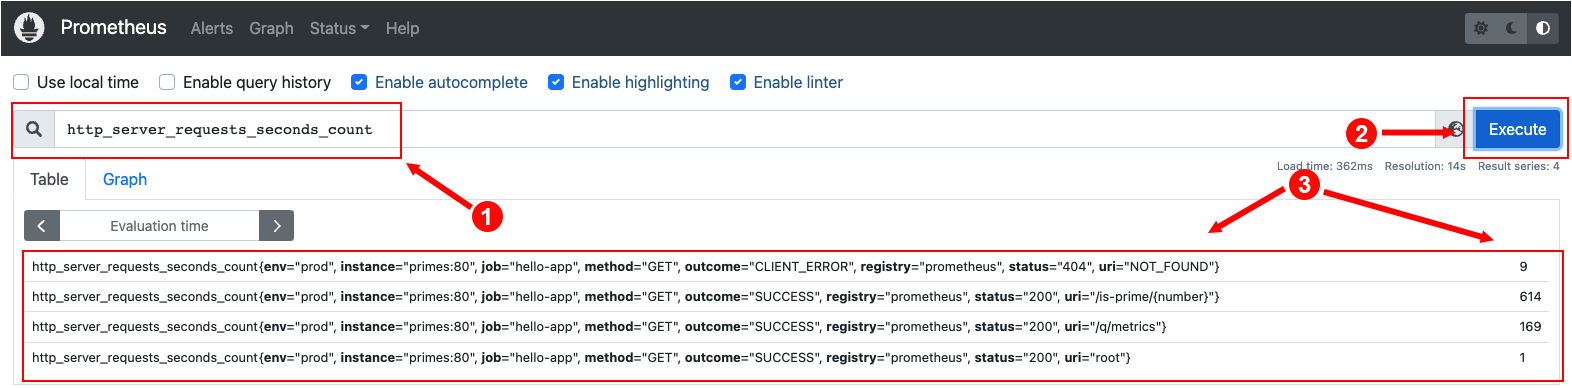 Prometheus Alerts Graph Status Help
Use local time Enable query history Enable autocomplete Enable highlighting Enable linter
http_server_requests_seconds_count
2
Execute
Load time: 362ms Resolution: 14s Result series: 4
Table Graph
3
1
Evaluation time
http_server_requests_seconds_count{env="prod", instance="primes:80", job="hello-app", method="GET", outcome="CLIENT_ERROR", registry="prometheus", status="404", uri="NOT_FOUND"} 9
http_server_requests_seconds_count{env="prod", instance="primes:80", job="hello-app", method="GET", outcome="SUCCESS", registry="prometheus", status="200", uri="/is-prime/{number}"} 614
http_server_requests_seconds_count{env="prod", instance="primes:80", job="hello-app", method="GET", outcome="SUCCESS", registry="prometheus", status="200", uri="/q/metrics"} 169
http_server_requests_seconds_count{env="prod", instance="primes:80", job="hello-app", method="GET", outcome="SUCCESS", registry="prometheus", status="200", uri="root"} 1